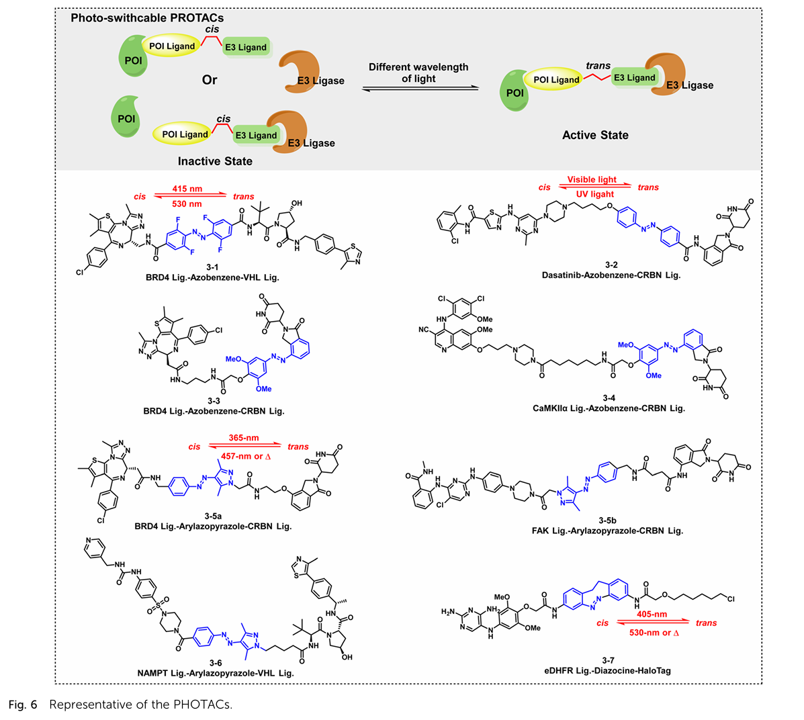 Photo-swithcable PROTACs
cis
POI Ligand
E3 Ligand
POI
E3 Ligase
Or
cis
POI
POI Ligand
E3 Ligand
E3 Ligase
Inactive State
Different wavelength
of light
trans
POI Ligand
E3 Ligand
POI
E3 Ligase
Active State
415 nm
cis
trans
530 nm
3-1
BRD4 Lig.-Azobenzene-VHL Lig.
Visible light
cis
trans
UV ligaht
3-2
Dasatinib-Azobenzene-CRBN Lig.
3-3
BRD4 Lig.-Azobenzene-CRBN Lig.
3-4
CaMKIIα Lig.-Azobenzene-CRBN Lig.
365-nm
cis
trans
457-nm or Δ
3-5a
BRD4 Lig.-Arylazopyrazole-CRBN Lig.
3-5b
FAK Lig.-Arylazopyrazole-CRBN Lig.
3-6
NAMPT Lig.-Arylazopyrazole-VHL Lig.
405-nm
cis
trans
530-nm or Δ
3-7
eDHFR Lig.-Diazocine-HaloTag
Fig. 6 Representative of the PHOTACs.